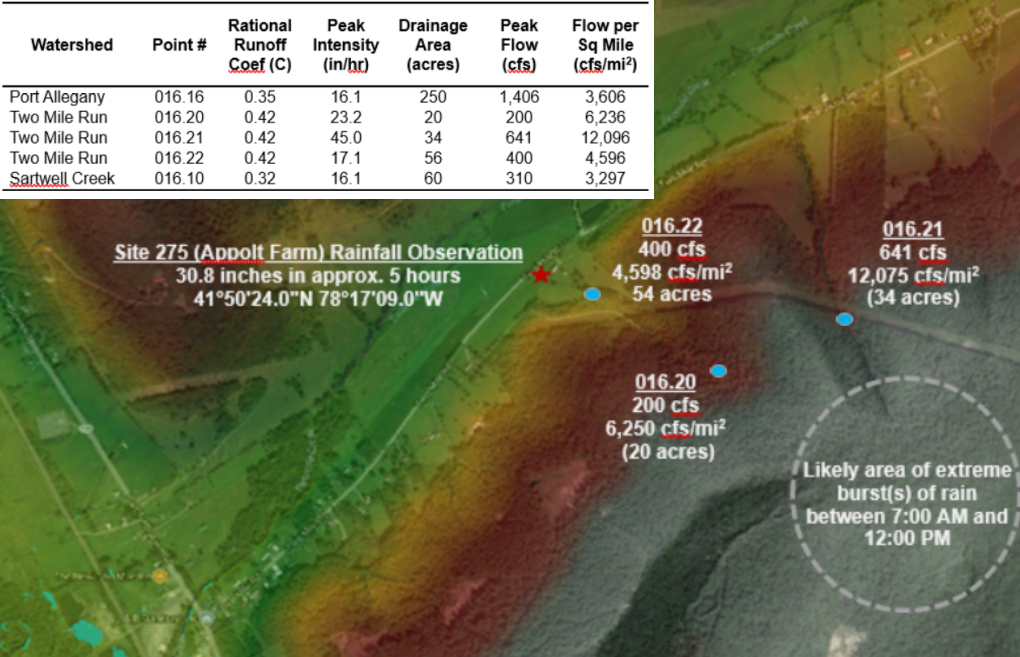 Watershed Point # Rational Runoff Coef (C) Peak Intensity (in/hr) Drainage Area (acres) Peak Flow (cfs) Flow per Sq Mile (cfs/mi²)
Port Allegany 016.16 0.35 16.1 250 1,406 3,606
Two Mile Run 016.20 0.42 23.2 20 200 6,236
Two Mile Run 016.21 0.42 45.0 34 641 12,096
Two Mile Run 016.22 0.42 17.1 56 400 4,596
Sartwell Creek 016.10 0.32 16.1 60 310 3,297
Site 275 (Appolt Farm) Rainfall Observation
30.8 inches in approx. 5 hours
41°50'24.0"N 78°17'09.0"W
016.22
400 cfs
4,598 cfs/mi²
54 acres
016.21
641 cfs
12,075 cfs/mi²
(34 acres)
016.20
200 cfs
6,250 cfs/mi²
(20 acres)
Likely area of extreme
burst(s) of rain
between 7:00 AM and
12:00 PM